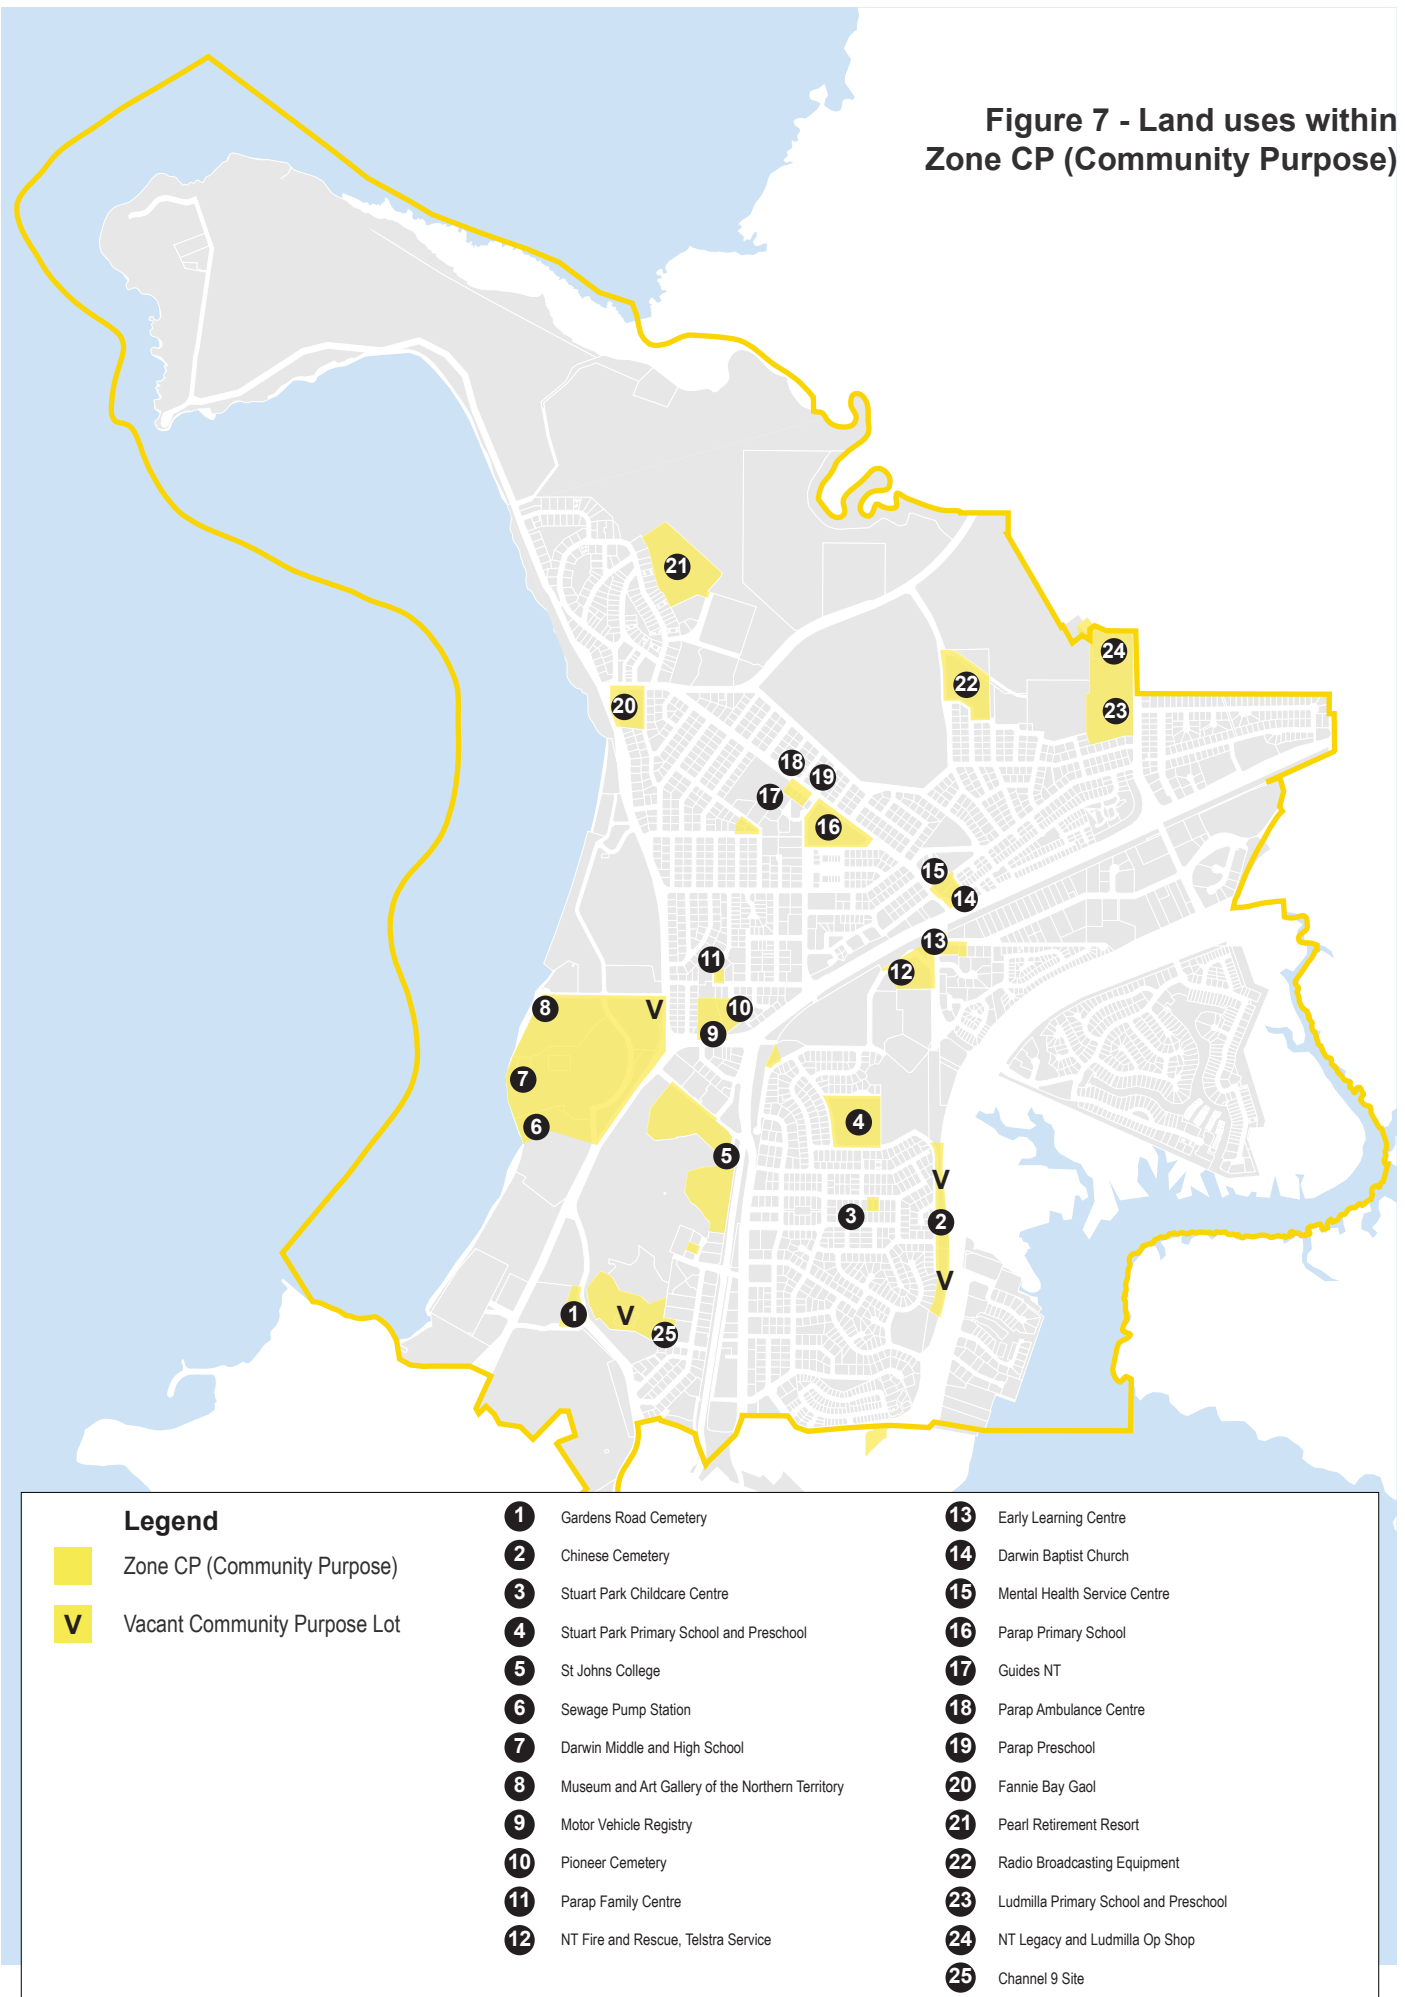 Figure 7 - Land uses within
Zone CP (Community Purpose)
21
24
22
20
23
18
19
17
16
15
14
13
12
11
8
V
10
9
7
4
6
5
V
3
2
V
1
V
25
Legend
Zone CP (Community Purpose)
V Vacant Community Purpose Lot
1 Gardens Road Cemetery
2 Chinese Cemetery
3 Stuart Park Childcare Centre
4 Stuart Park Primary School and Preschool
5 St Johns College
6 Sewage Pump Station
7 Darwin Middle and High School
8 Museum and Art Gallery of the Northern Territory
9 Motor Vehicle Registry
10 Pioneer Cemetery
11 Parap Family Centre
12 NT Fire and Rescue, Telstra Service
13 Early Learning Centre
14 Darwin Baptist Church
15 Mental Health Service Centre
16 Parap Primary School
17 Guides NT
18 Parap Ambulance Centre
19 Parap Preschool
20 Fannie Bay Gaol
21 Pearl Retirement Resort
22 Radio Broadcasting Equipment
23 Ludmilla Primary School and Preschool
24 NT Legacy and Ludmilla Op Shop
25 Channel 9 Site